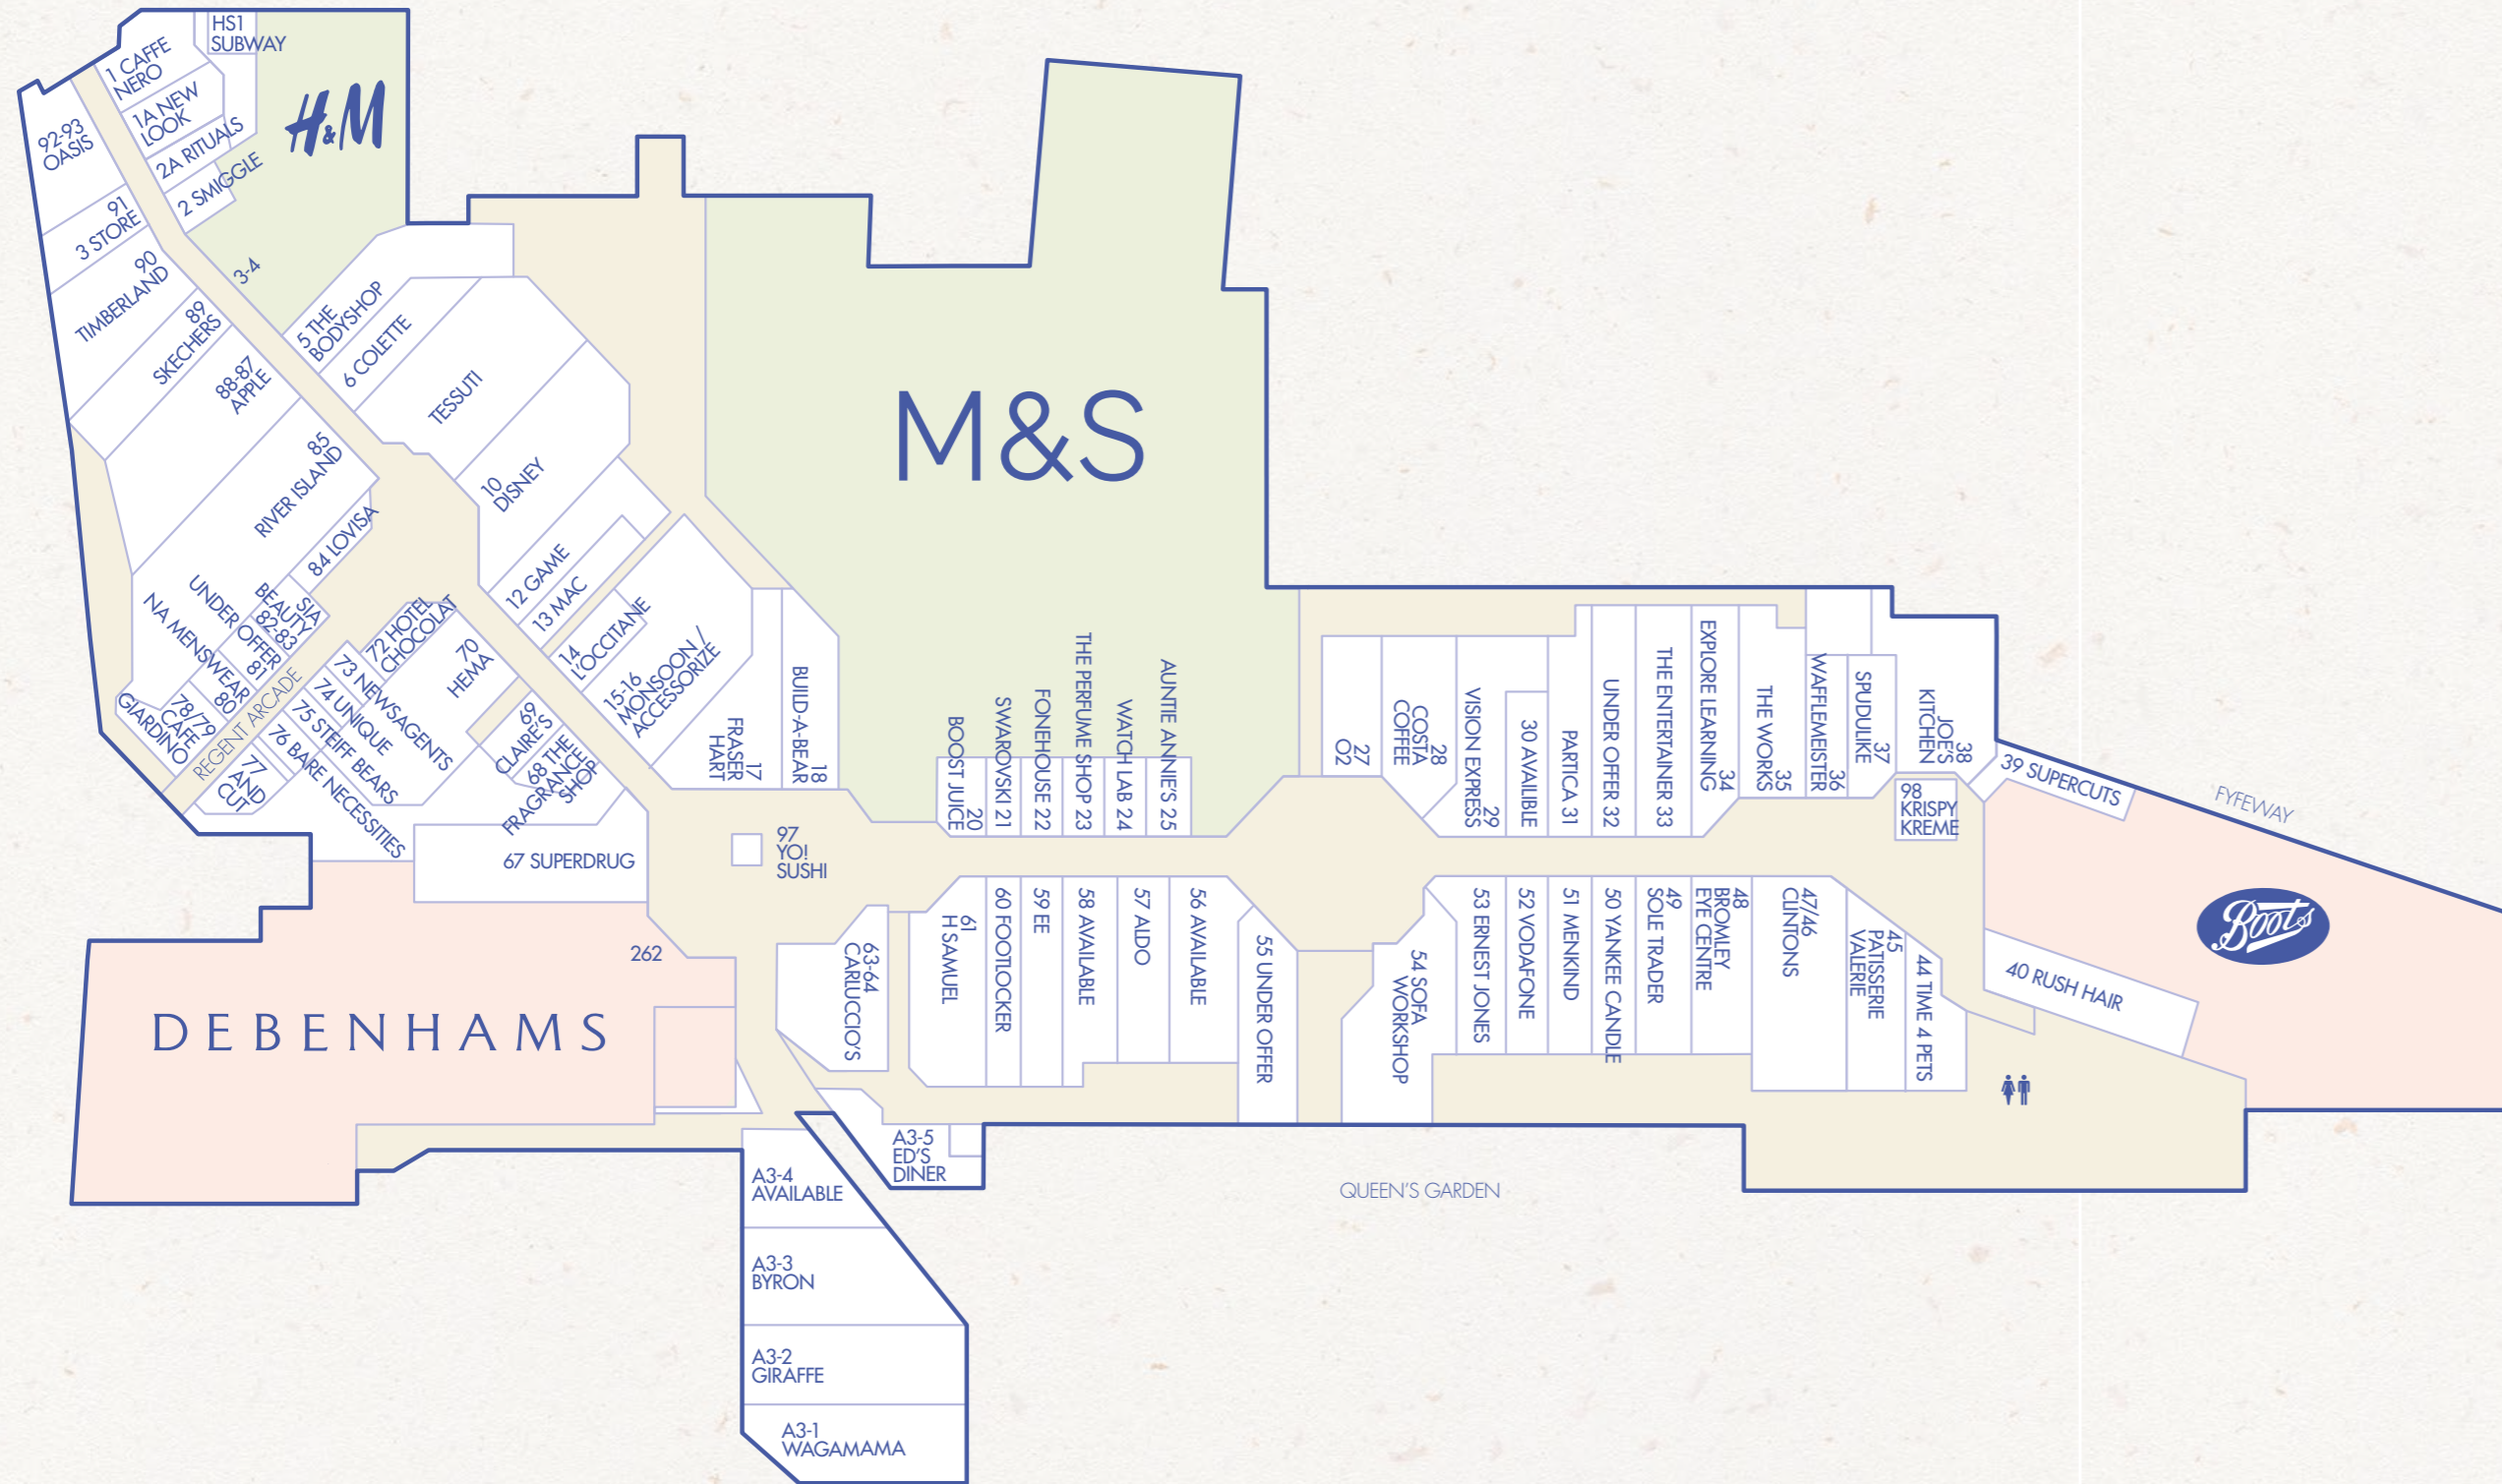 HS1
SUBWAY
1 CAFFE
NERO
1A NEW
LOOK
2A RITUALS
2 SMIGGLE
H&M
3-4
92-93
OASIS
91
3 STORE
90
TIMBERLAND
89
SKECHERS
88-87
APPLE
85
RIVER ISLAND
84 LOVISA
SIA
BEAUTY
82-83
UNDER OFFER
81
NA MENSWEAR
80
78/79
CAFE
GIARDINO
REGENT ARCADE
77
AND
CUT
76 BARE NECESSITIES
75 STEIFF BEARS
74 UNIQUE
73 NEWSAGENTS
72 HOTEL
CHOCOLAT
70
HEMA
69
CLAIRE'S
68 THE
FRAGRANCE
SHOP
67 SUPERDRUG
5 THE
BODYSHOP
6 COLETTE
TESSUTI
10
DISNEY
12 GAME
13 MAC
14
L'OCCITANE
15-16
MONSOON /
ACCESSORIZE
17
FRASER
HART
18
BUILD-A-BEAR
M&S
20
BOOST JUICE
SWAROVSKI 21
FONEHOUSE 22
THE PERFUME SHOP 23
WATCH LAB 24
AUNTIE ANNIE'S 25
27
O2
28
COSTA
COFFEE
29
VISION EXPRESS
30 AVAILIBLE
PARTICA 31
UNDER OFFER 32
THE ENTERTAINER 33
34
EXPLORE LEARNING
35
THE WORKS
36
WAFFLEMEISTER
37
SPUDULIKE
38
JOE'S
KITCHEN
39 SUPERCUTS
FYFEWAY
98
KRISPY
KREME
Boots
40 RUSH HAIR
97
YO!
SUSHI
262
DEBENHAMS
63-64
CARLUCCIO'S
61
H SAMUEL
60 FOOTLOCKER
59 EE
58 AVAILABLE
57 ALDO
56 AVAILABLE
55 UNDER OFFER
54 SOFA
WORKSHOP
53 ERNEST JONES
52 VODAFONE
51 MENKIND
50 YANKEE CANDLE
49
SOLE TRADER
48
BROMLEY
EYE CENTRE
47/46
CLINTONS
45
PATISSERIE
VALERIE
44 TIME 4 PETS
A3-5
ED'S
DINER
A3-4
AVAILABLE
A3-3
BYRON
A3-2
GIRAFFE
A3-1
WAGAMAMA
QUEEN'S GARDEN